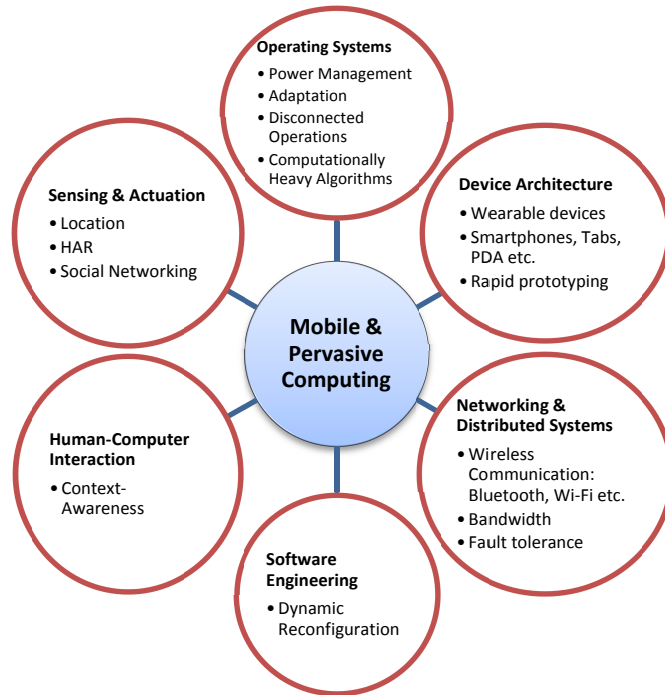 Operating Systems
• Power Management
• Adaptation
• Disconnected
Operations
• Computationally
Heavy Algorithms
Sensing & Actuation
• Location
• HAR
• Social Networking
Device Architecture
• Wearable devices
• Smartphones, Tabs,
PDA etc.
• Rapid prototyping
Mobile &
Pervasive
Computing
Human-Computer
Interaction
• Context-
Awareness
Networking &
Distributed Systems
• Wireless
Communication:
Bluetooth, Wi-Fi etc.
• Bandwidth
• Fault tolerance
Software
Engineering
• Dynamic
Reconfiguration